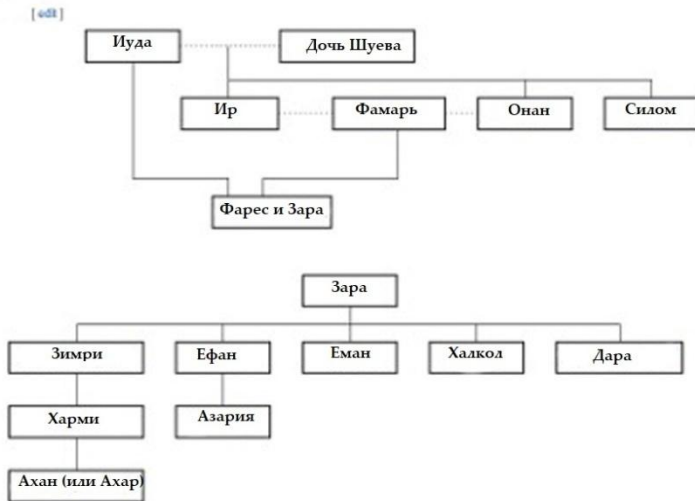 [ edit ]
Иуда
Дочь Шуева
Ир
Фамарь
Онан
Силом
Фарес и Зара
Зара
Зимри
Ефан
Еман
Халкол
Дара
Харми
Азария
Ахан (или Ахар)